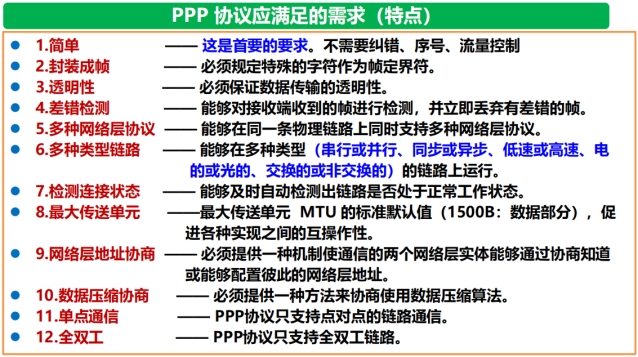 PPP 协议应满足的需求（特点）
1.简单 —— 这是首要的要求。不需要纠错、序号、流量控制
2.封装成帧 —— 必须规定特殊的字符作为帧定界符。
3.透明性 —— 必须保证数据传输的透明性。
4.差错检测 —— 能够对接收端收到的帧进行检测，并立即丢弃有差错的帧。
5.多种网络层协议 —— 能够在同一条物理链路上同时支持多种网络层协议。
6.多种类型链路 —— 能够在多种类型（串行或并行、同步或异步、低速或高速、电
的或光的、交换的或非交换的）的链路上运行。
7.检测连接状态 —— 能够及时自动检测出链路是否处于正常工作状态。
8.最大传送单元 ——最大传送单元 MTU 的标准默认值（1500B：数据部分），促
进各种实现之间的互操作性。
9.网络层地址协商 —— 必须提供一种机制使通信的两个网络层实体能够通过协商知道
或能够配置彼此的网络层地址。
10.数据压缩协商 —— 必须提供一种方法来协商使用数据压缩算法。
11.单点通信 —— PPP协议只支持点对点的链路通信。
12.全双工 —— PPP协议只支持全双工链路。